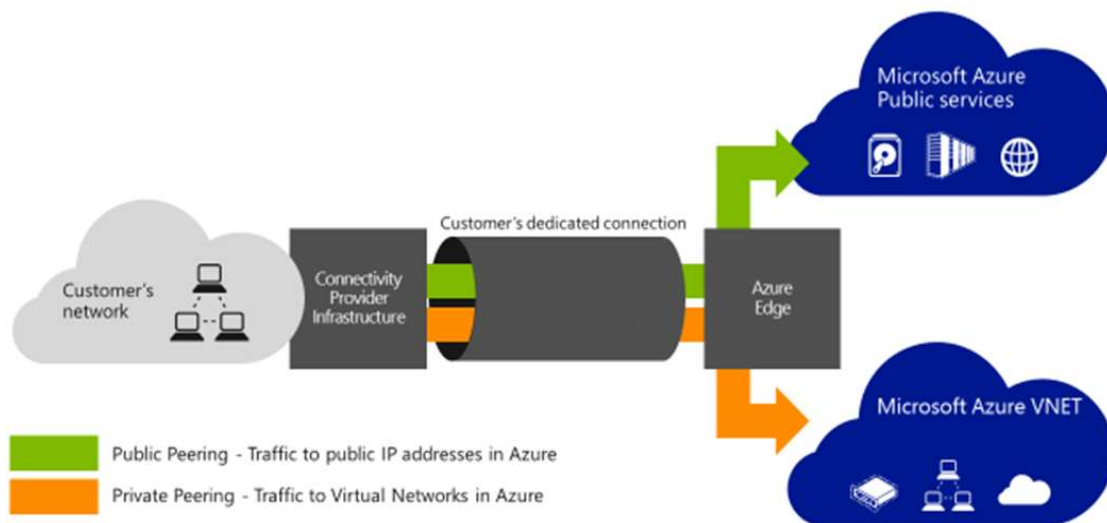 Microsoft Azure
Public services
Customer's dedicated connection
Customer's
network
Connectivity
Provider
Infrastructure
Azure
Edge
Microsoft Azure VNET
Public Peering - Traffic to public IP addresses in Azure
Private Peering - Traffic to Virtual Networks in Azure